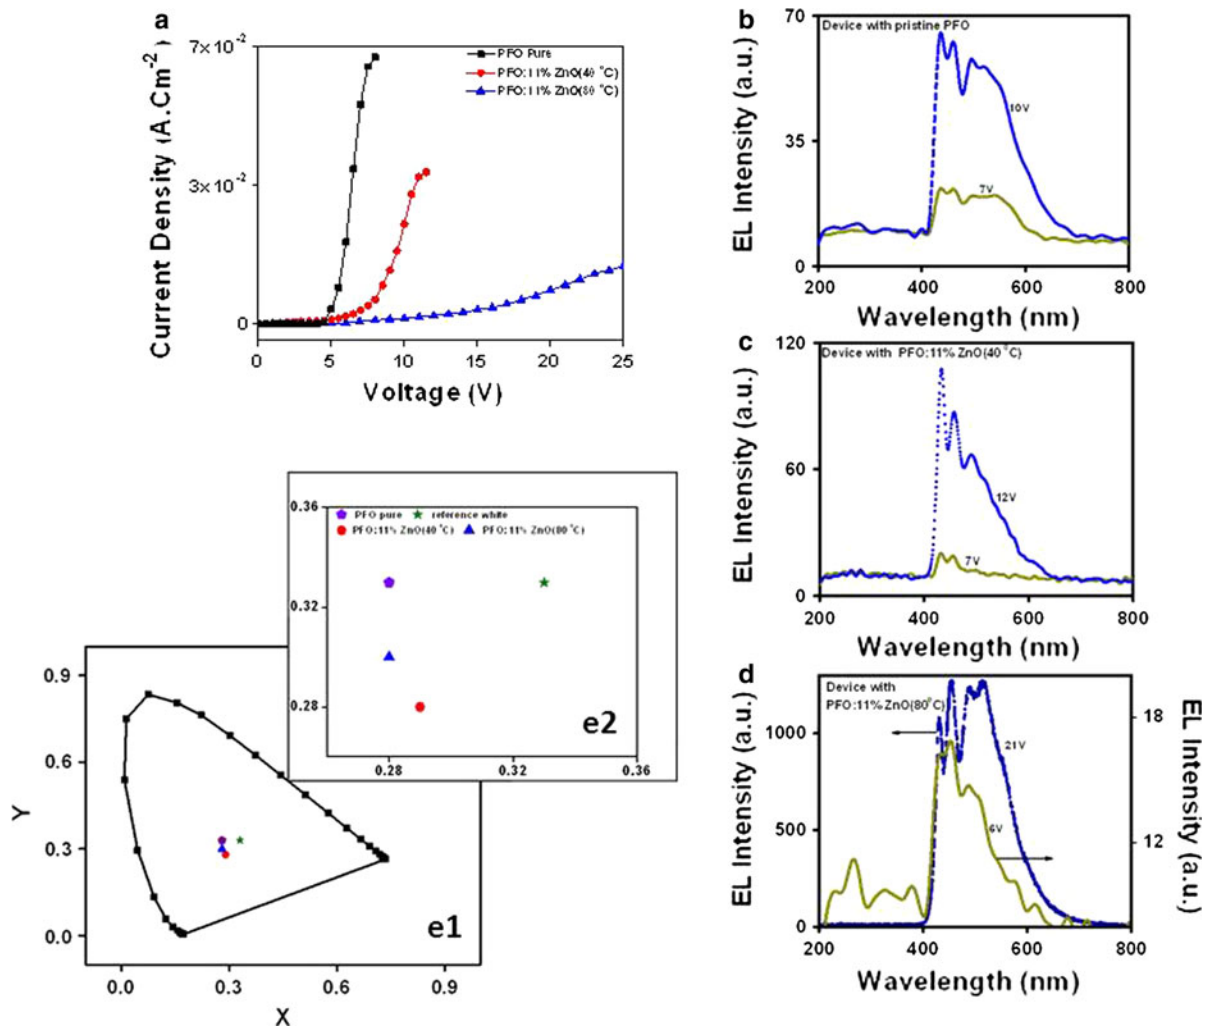 a
Current Density (A.Cm-2)
7×10-2
3×10-2
0
PFO Pure
PFO:11% ZnO(40 °C)
PFO:11% ZnO(80 °C)
0 5 10 15 20 25
Voltage (V)
b
EL Intensity (a.u.)
70
35
0
Device with pristine PFO
10V
7V
200 400 600 800
Wavelength (nm)
c
EL Intensity (a.u.)
120
60
0
Device with PFO:11% ZnO(40 °C)
12V
7V
200 400 600 800
Wavelength (nm)
d
EL Intensity (a.u.)
1000
500
0
Device with
PFO:11% ZnO(80°C)
21V
6V
18
12
EL Intensity (a.u.)
200 400 600 800
Wavelength (nm)
0.36
0.32
0.28
PFO pure
reference white
PFO:11% ZnO(40 °C)
PFO:11% ZnO(80 °C)
e2
0.28 0.32 0.36
Y
0.9
0.6
0.3
0.0
e1
0.0 0.3 0.6 0.9
X